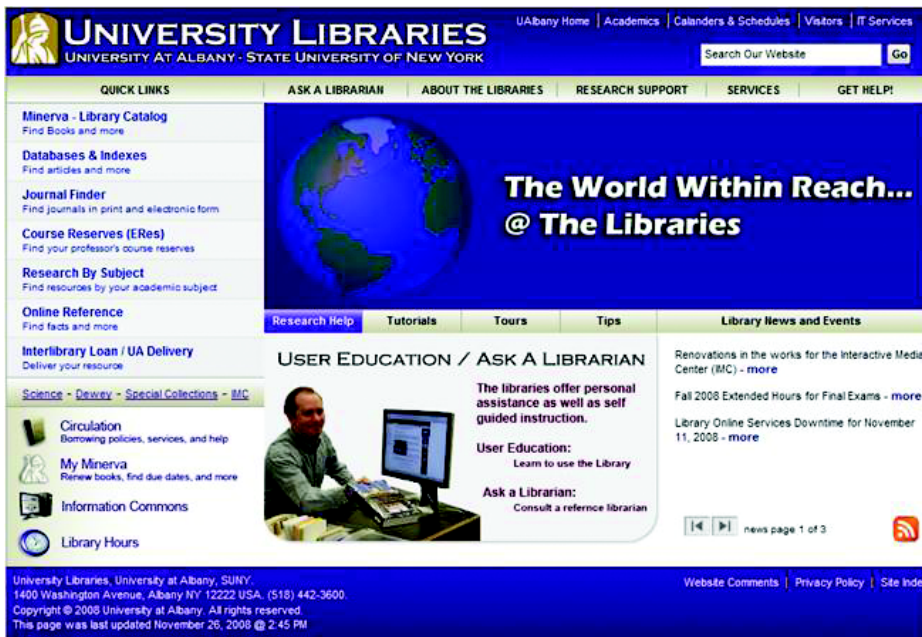 UNIVERSITY LIBRARIES
UNIVERSITY AT ALBANY - STATE UNIVERSITY OF NEW YORK
UAlbany Home | Academics | Calanders & Schedules | Visitors | IT Services
Search Our Website Go
QUICK LINKS
ASK A LIBRARIAN | ABOUT THE LIBRARIES | RESEARCH SUPPORT | SERVICES | GET HELP!
Minerva - Library Catalog
Find Books and more
Databases & Indexes
Find articles and more
Journal Finder
Find journals in print and electronic form
Course Reserves (ERes)
Find your professor's course reserves
Research By Subject
Find resources by your academic subject
Online Reference
Find facts and more
Interlibrary Loan / UA Delivery
Deliver your resource
Science - Dewey - Special Collections - IMC
Circulation
Borrowing policies, services, and help
My Minerva
Renew books, find due dates, and more
Information Commons
Library Hours
The World Within Reach...
@ The Libraries
Research Help Tutorials Tours Tips
USER EDUCATION / ASK A LIBRARIAN
The libraries offer personal
assistance as well as self
guided instruction.
User Education:
Learn to use the Library
Ask a Librarian:
Consult a refernce librarian
Library News and Events
Renovations in the works for the Interactive Media
Center (IMC) - more
Fall 2008 Extended Hours for Final Exams - more
Library Online Services Downtime for November
11, 2008 - more
news page 1 of 3
University Libraries, University at Albany, SUNY.
1400 Washington Avenue, Albany NY 12222 USA. (518) 442-3600.
Copyright © 2008 University at Albany. All rights reserved.
This page was last updated November 26, 2008 @ 2:45 PM
Website Comments | Privacy Policy | Site Inde